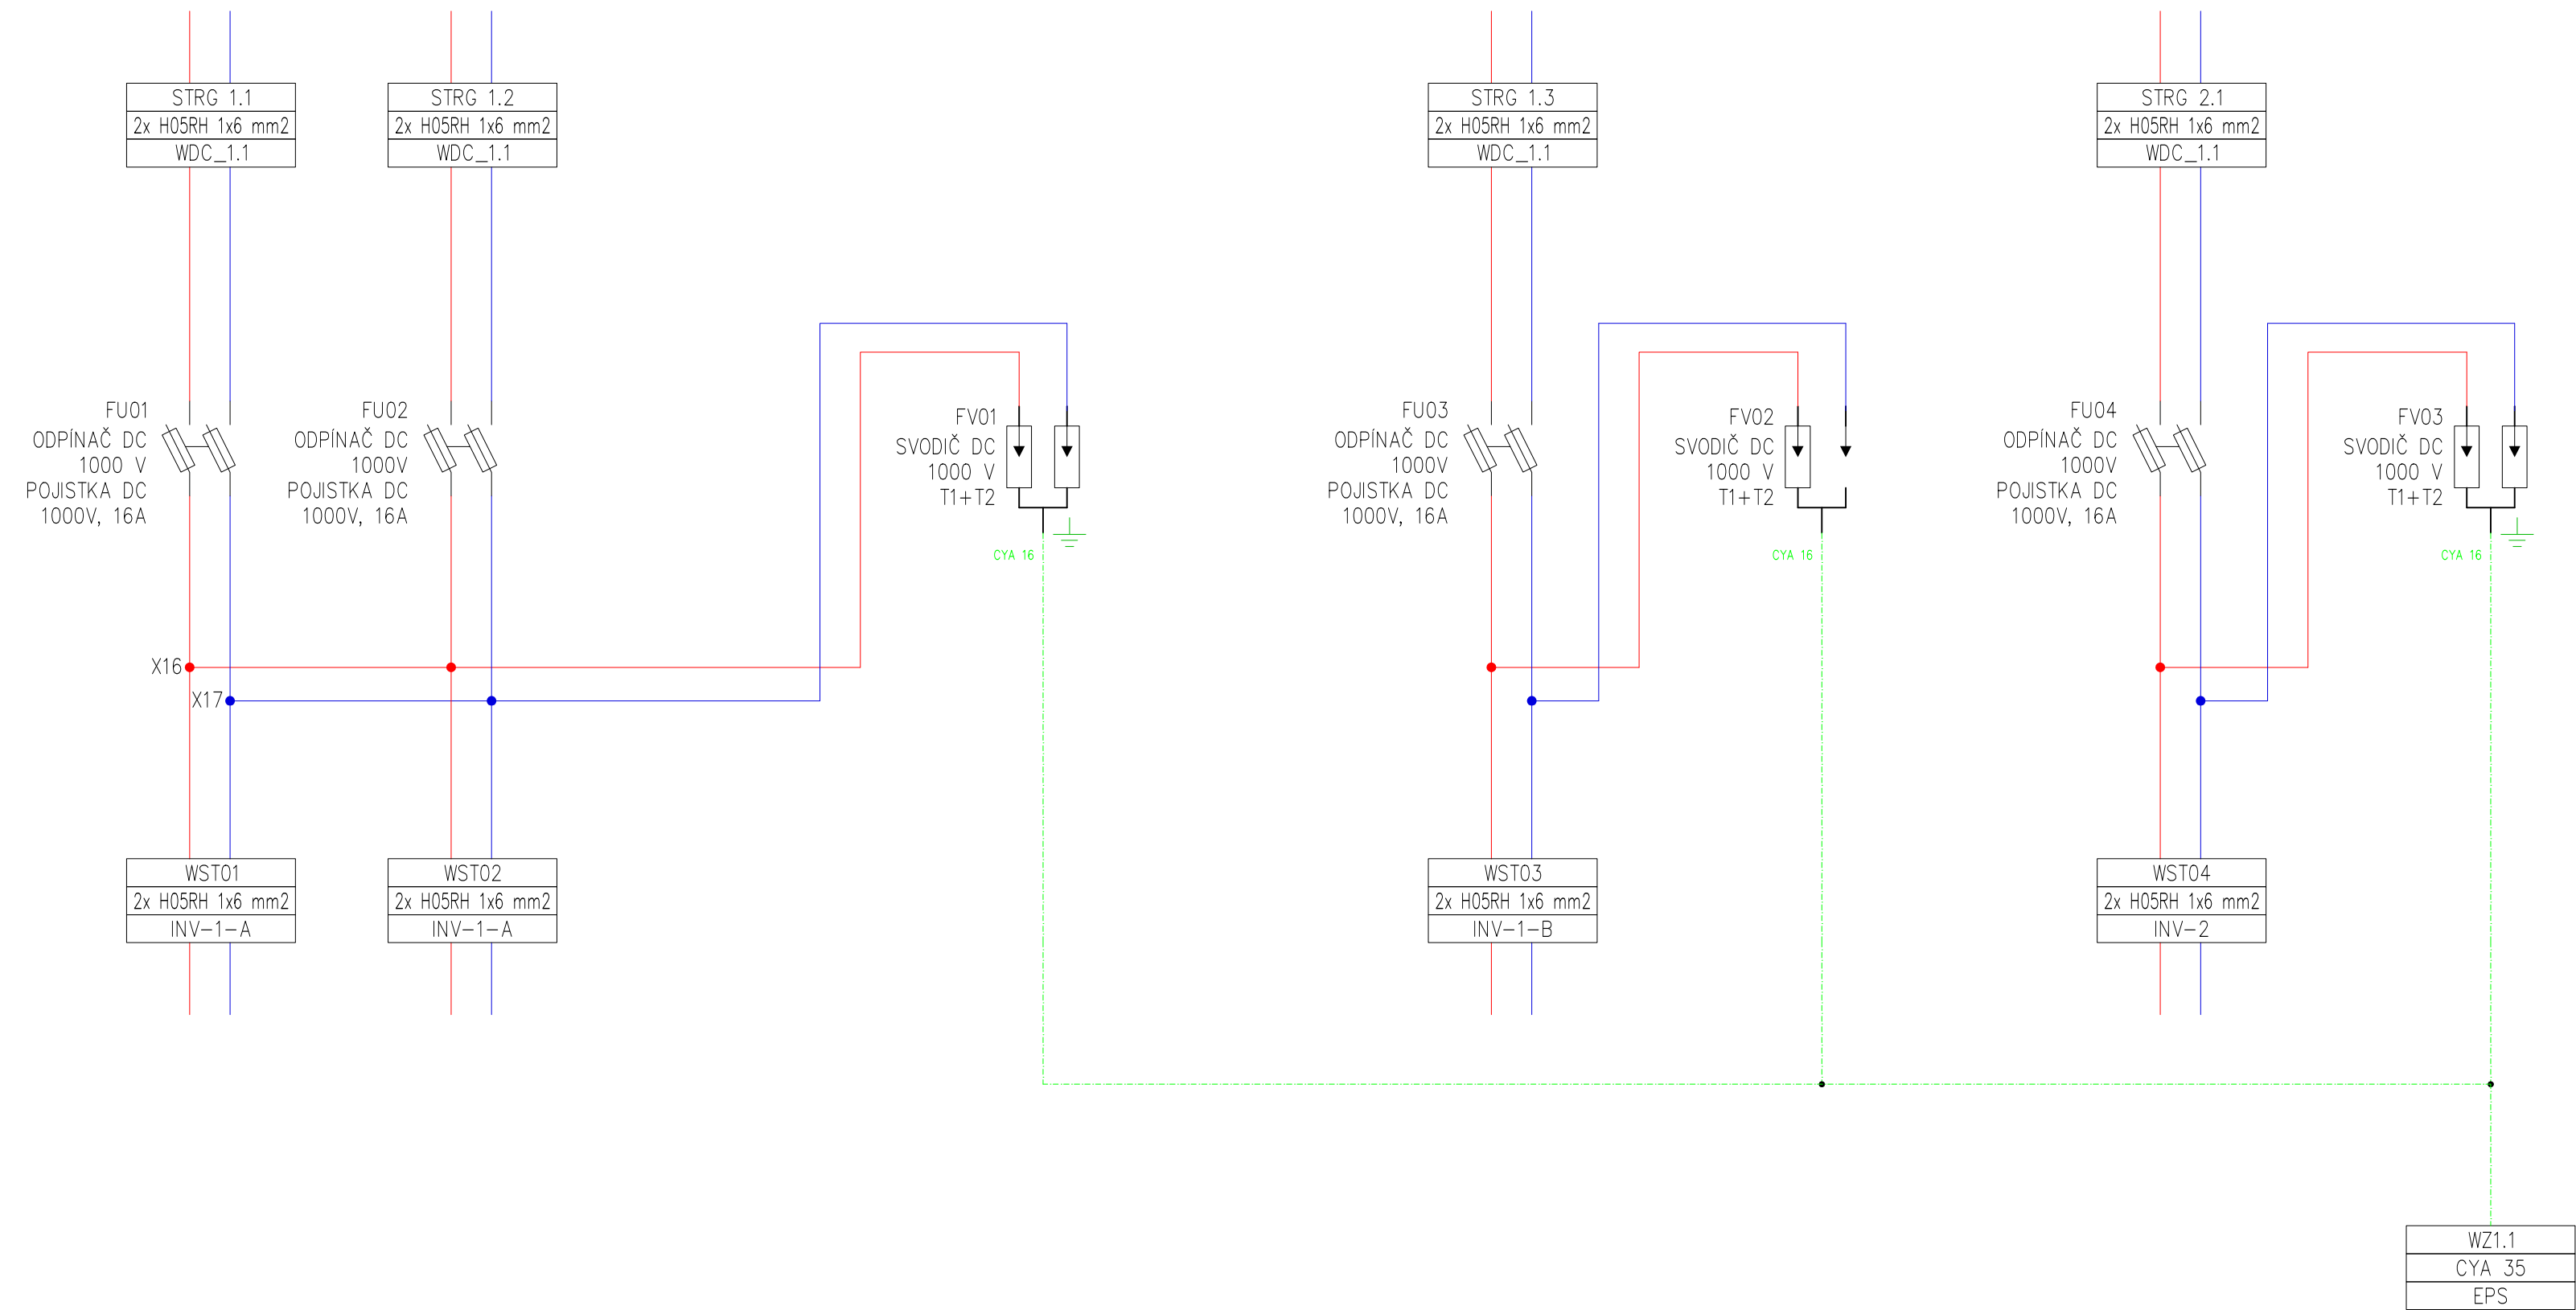 STRG 1.1
2x H05RH 1x6 mm2
WDC_1.1
STRG 1.2
2x H05RH 1x6 mm2
WDC_1.1
STRG 1.3
2x H05RH 1x6 mm2
WDC_1.1
STRG 2.1
2x H05RH 1x6 mm2
WDC_1.1
FU01
ODPÍNAČ DC
1000 V
POJISTKA DC
1000V, 16A
FU02
ODPÍNAČ DC
1000V
POJISTKA DC
1000V, 16A
FV01
SVODIČ DC
1000 V
T1+T2
CYA 16
FU03
ODPÍNAČ DC
1000V
POJISTKA DC
1000V, 16A
FV02
SVODIČ DC
1000 V
T1+T2
CYA 16
FU04
ODPÍNAČ DC
1000V
POJISTKA DC
1000V, 16A
FV03
SVODIČ DC
1000 V
T1+T2
CYA 16
X16
X17
WST01
2x H05RH 1x6 mm2
INV-1-A
WST02
2x H05RH 1x6 mm2
INV-1-A
WST03
2x H05RH 1x6 mm2
INV-1-B
WST04
2x H05RH 1x6 mm2
INV-2
WZ1.1
CYA 35
EPS